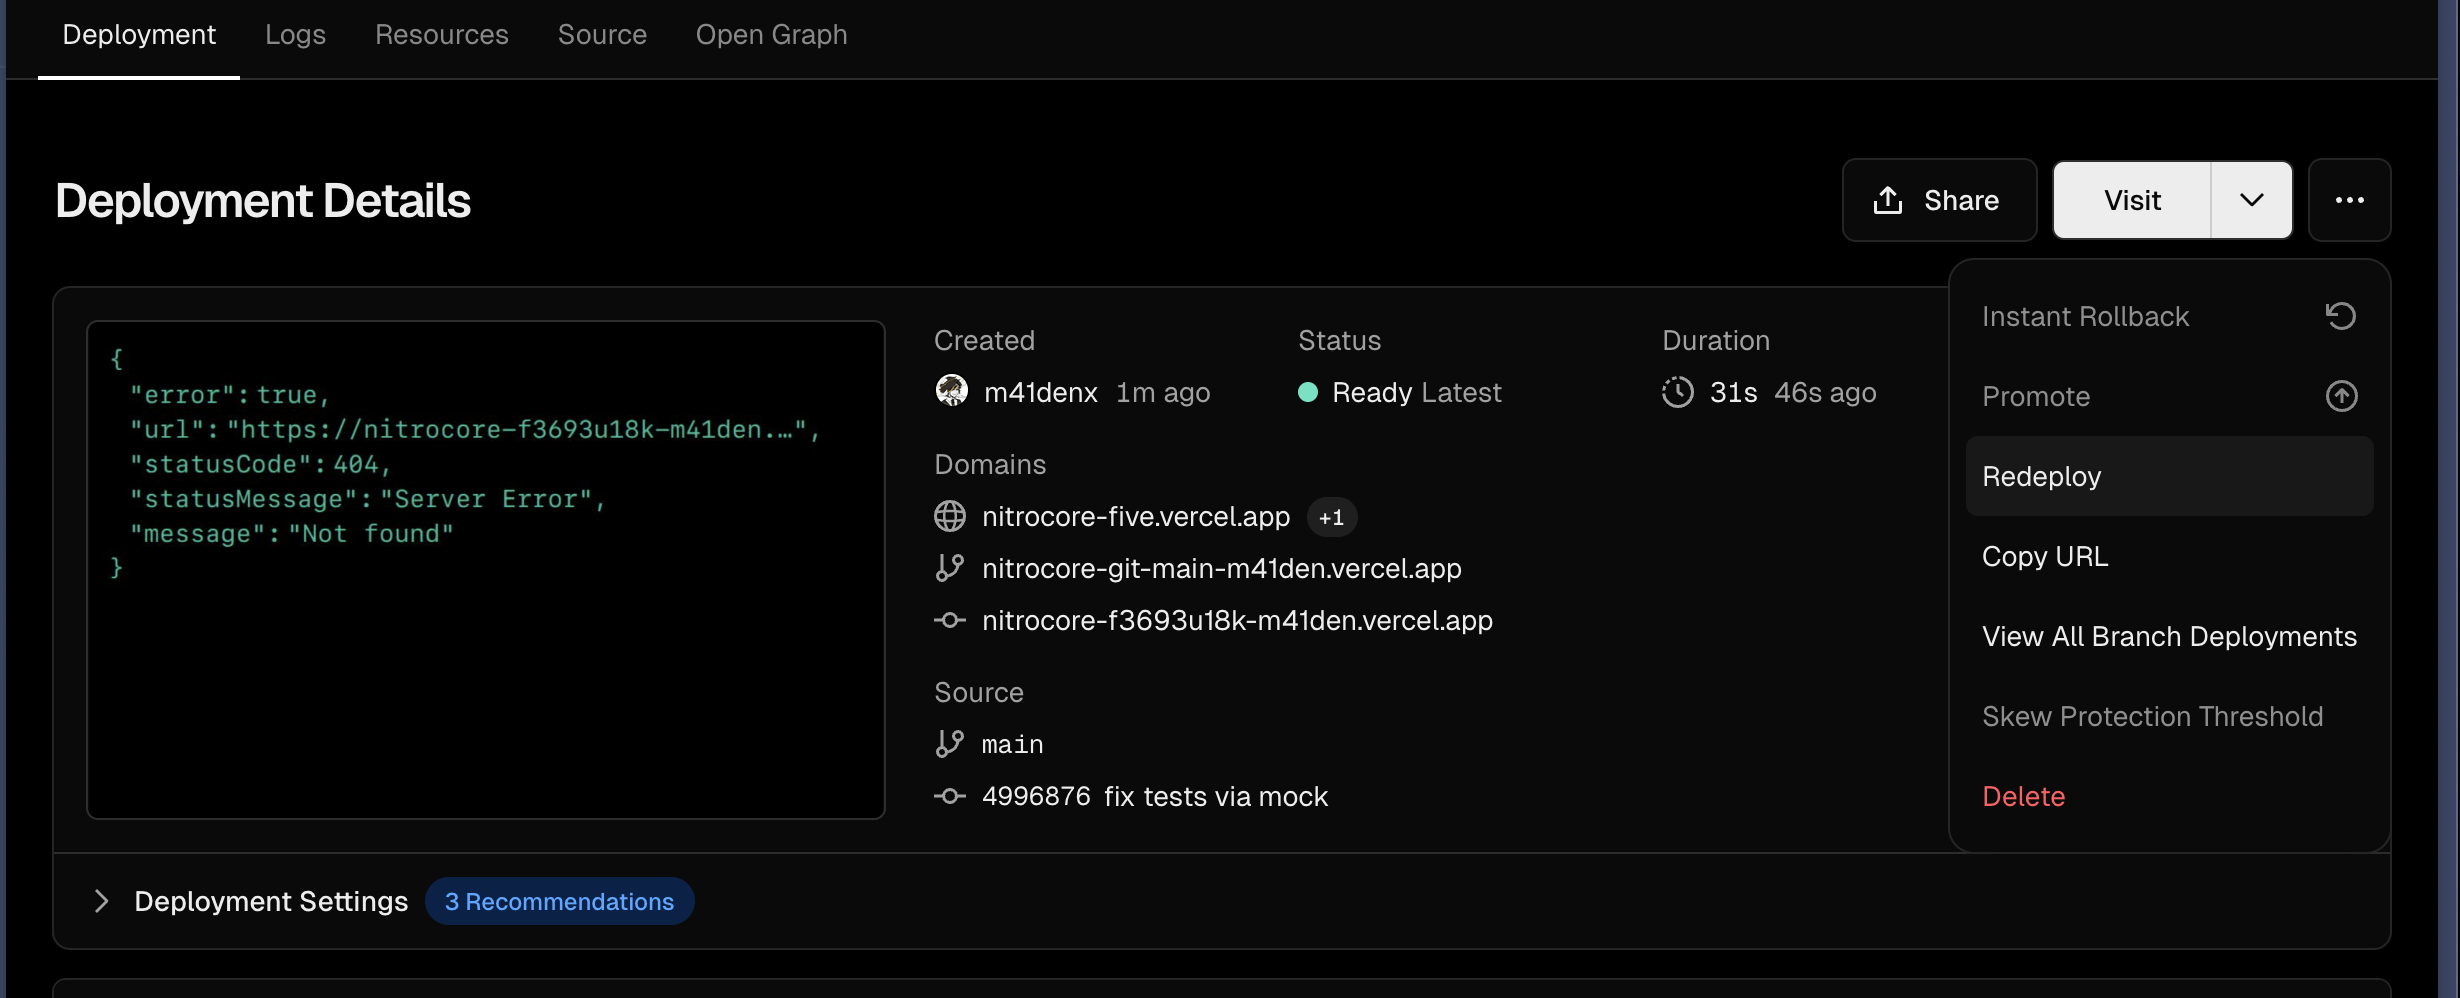 Deployment Logs Resources Source Open Graph
Deployment Details
Share Visit
{
"error": true,
"url": "https://nitrocore-f3693u18k-m41den.…",
"statusCode": 404,
"statusMessage": "Server Error",
"message": "Not found"
}
Created
m41denx 1m ago
Status
Ready Latest
Duration
31s 46s ago
Domains
nitrocore-five.vercel.app +1
nitrocore-git-main-m41den.vercel.app
nitrocore-f3693u18k-m41den.vercel.app
Source
main
4996876 fix tests via mock
Instant Rollback
Promote
Redeploy
Copy URL
View All Branch Deployments
Skew Protection Threshold
Delete
Deployment Settings 3 Recommendations